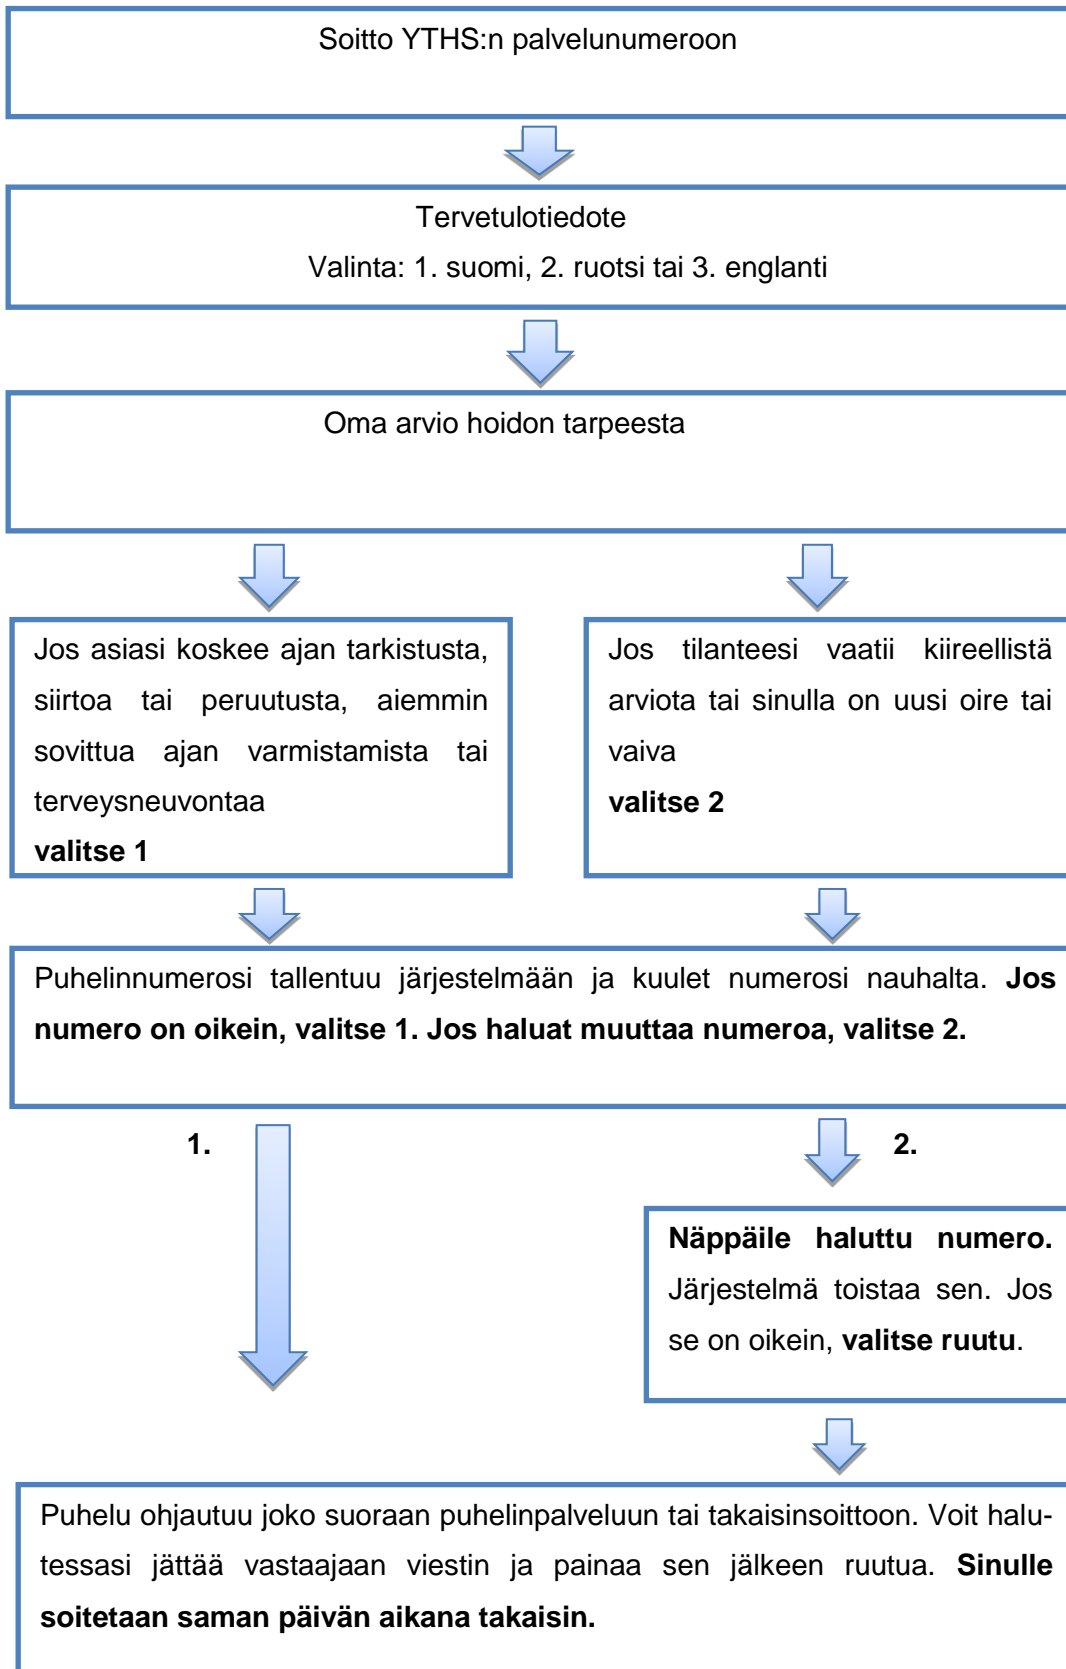 Soitto YTHS:n palvelunumeroon
Tervetulotiedote
Valinta: 1. suomi, 2. ruotsi tai 3. englanti
Oma arvio hoidon tarpeesta
Jos asiasi koskee ajan tarkistusta,
siirtoa tai peruutusta, aiemmin
sovittua ajan varmistamista tai
terveysneuvontaa
valitse 1
Jos tilanteesi vaatii kiireellistä
arviota tai sinulla on uusi oire tai
vaiva
valitse 2
Puhelinnumerosi tallentuu järjestelmään ja kuulet numerosi nauhalta. Jos
numero on oikein, valitse 1. Jos haluat muuttaa numeroa, valitse 2.
1.
2.
Näppäile haluttu numero.
Järjestelmä toistaa sen. Jos
se on oikein, valitse ruutu.
Puhelu ohjautuu joko suoraan puhelinpalveluun tai takaisinsoittoon. Voit halu-
tessasi jättää vastaajaan viestin ja painaa sen jälkeen ruutua. Sinulle
soitetaan saman päivän aikana takaisin.